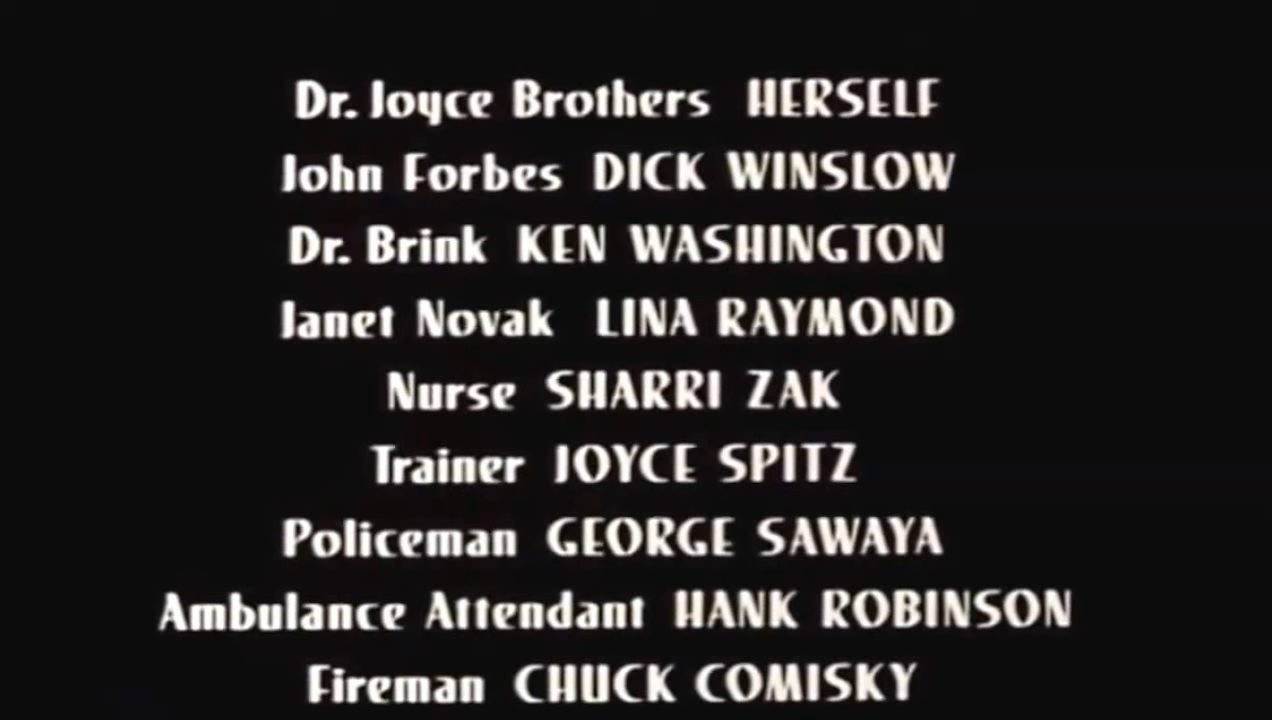 Dr. Joyce Brothers HERSELF
John Forbes DICK WINSLOW
Dr. Brink KEN WASHINGTON
Janet Novak LINA RAYMOND
Nurse SHARRI ZAK
Trainer JOYCE SPITZ
Policeman GEORGE SAWAYA
Ambulance Attendant HANK ROBINSON
Fireman CHUCK COMISKY